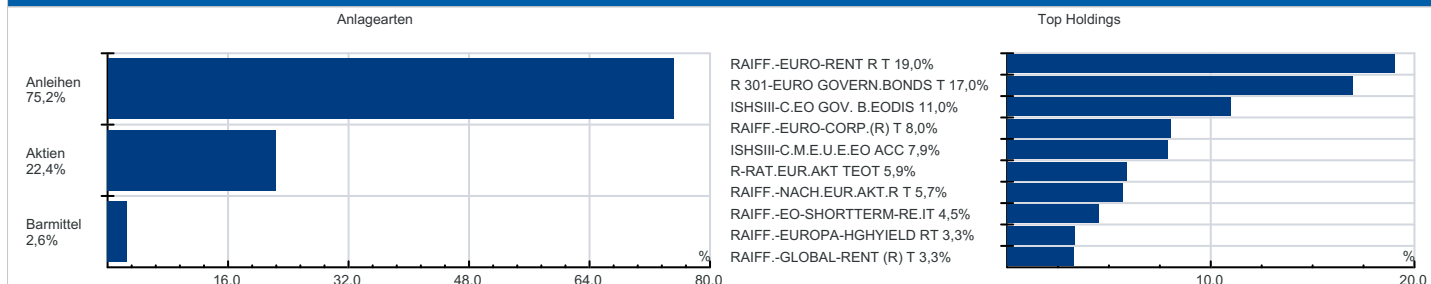 Anlagearten
Anleihen
75,2%
Aktien
22,4%
Barmittel
2,6%
%
16.0 32.0 48.0 64.0 80.0
Top Holdings
RAIFF.-EURO-RENT R T 19,0%
R 301-EURO GOVERN.BONDS T 17,0%
ISHSIII-C.EO GOV. B.EODIS 11,0%
RAIFF.-EURO-CORP.(R) T 8,0%
ISHSIII-C.M.E.U.E.EO ACC 7,9%
R-RAT.EUR.AKT TEOT 5,9%
RAIFF.-NACH.EUR.AKT.R T 5,7%
RAIFF.-EO-SHORTTERM-RE.IT 4,5%
RAIFF.-EUROPA-HGHYIELD RT 3,3%
RAIFF.-GLOBAL-RENT (R) T 3,3%
%
10.0 20.0